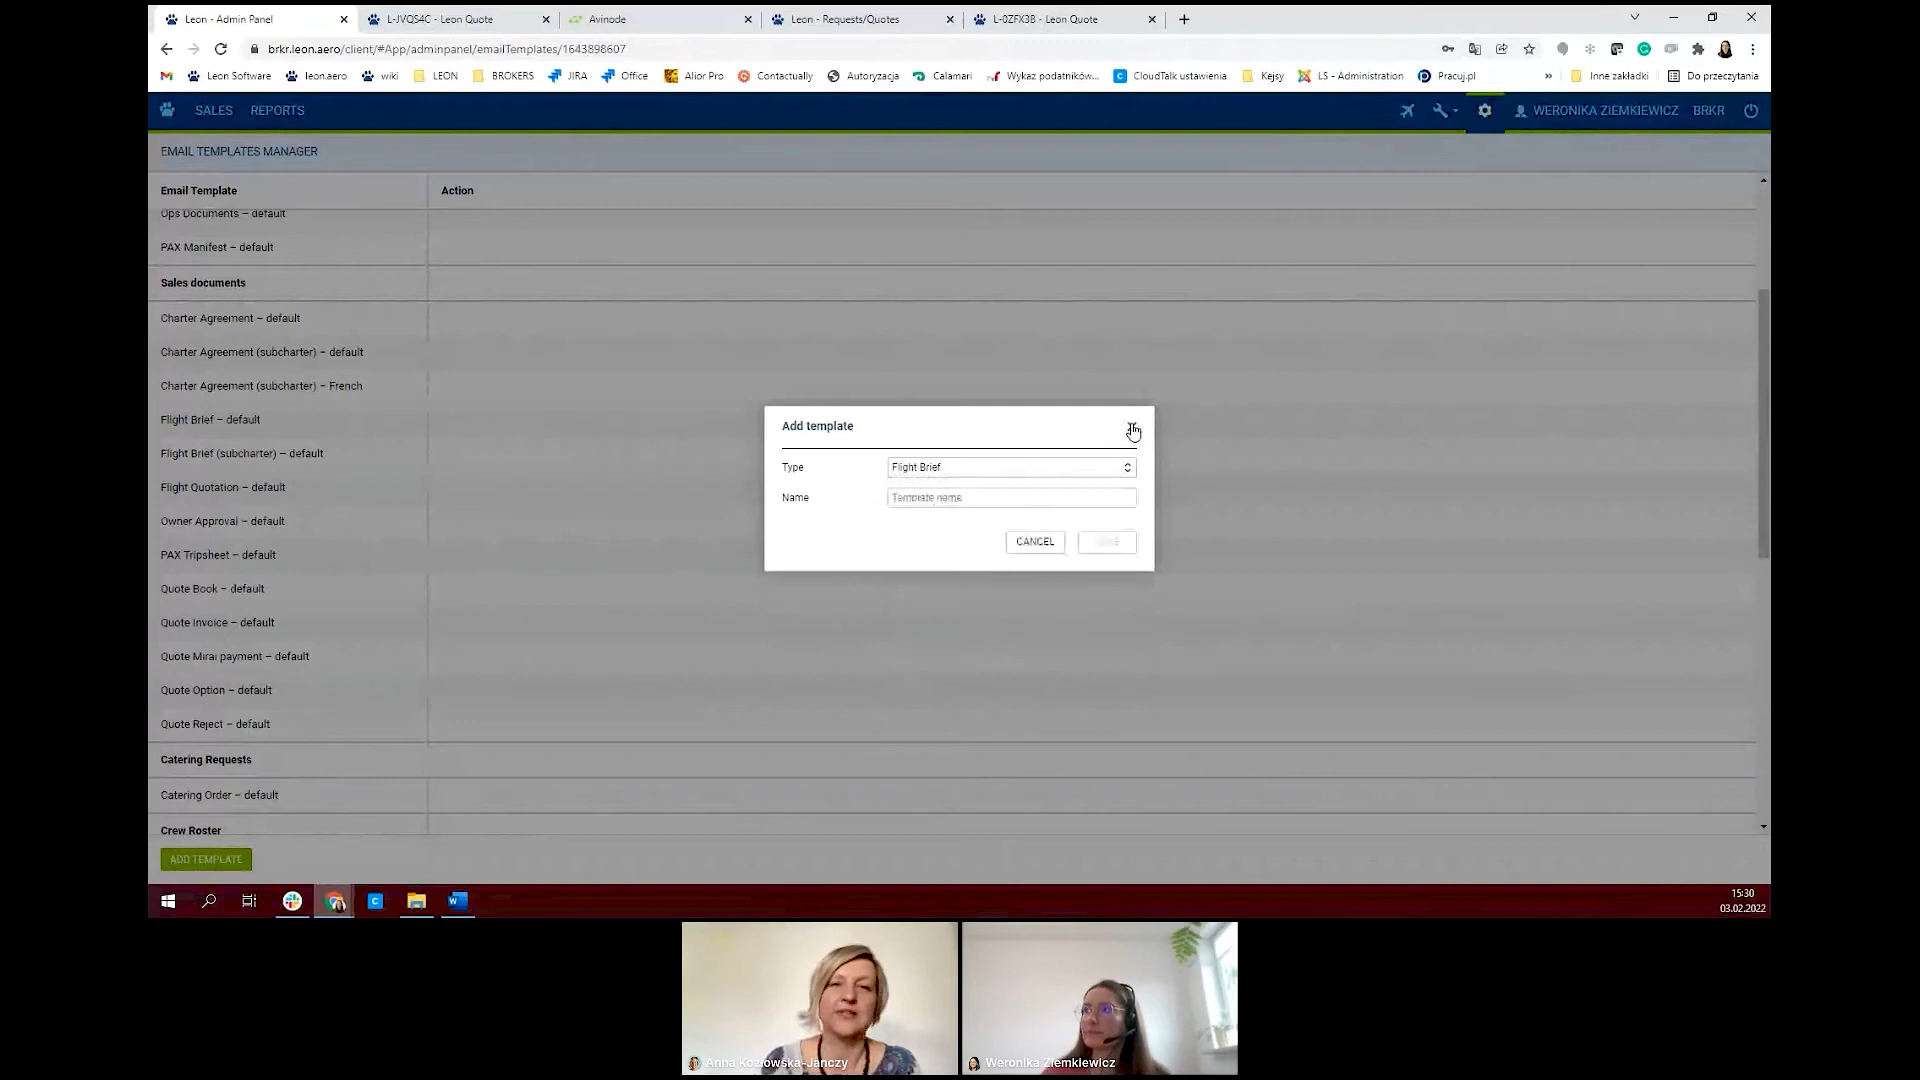 Leon - Admin Panel
L-JVQS4C - Leon Quote
Avinode
Leon - Requests/Quotes
L-0ZFX3B - Leon Quote
brkr.leon.aero/client/#App/adminpanel/emailTemplates/1643898607
Leon Software
leon.aero
wiki
LEON
BROKERS
JIRA
Office
Alior Pro
Contactually
Autoryzacja
Calamari
Wykaz podatników...
CloudTalk ustawienia
Kejsy
LS - Administration
Pracuj.pl
»
Inne zakładki
Do przeczytania
SALES
REPORTS
WERONIKA ZIEMKIEWICZ
BRKR
EMAIL TEMPLATES MANAGER
Email Template
Action
Ops Documents – default
PAX Manifest – default
Sales documents
Charter Agreement – default
Charter Agreement (subcharter) – default
Charter Agreement (subcharter) – French
Flight Brief – default
Flight Brief (subcharter) – default
Flight Quotation – default
Owner Approval – default
PAX Tripsheet – default
Quote Book – default
Quote Invoice – default
Quote Mirai payment – default
Quote Option – default
Quote Reject – default
Catering Requests
Catering Order – default
Crew Roster
ADD TEMPLATE
Add template
Type
Flight Brief
Name
Template name
CANCEL
15:30
03.02.2022
Anna Kozłowska-Janczy
Weronika Ziemkiewicz